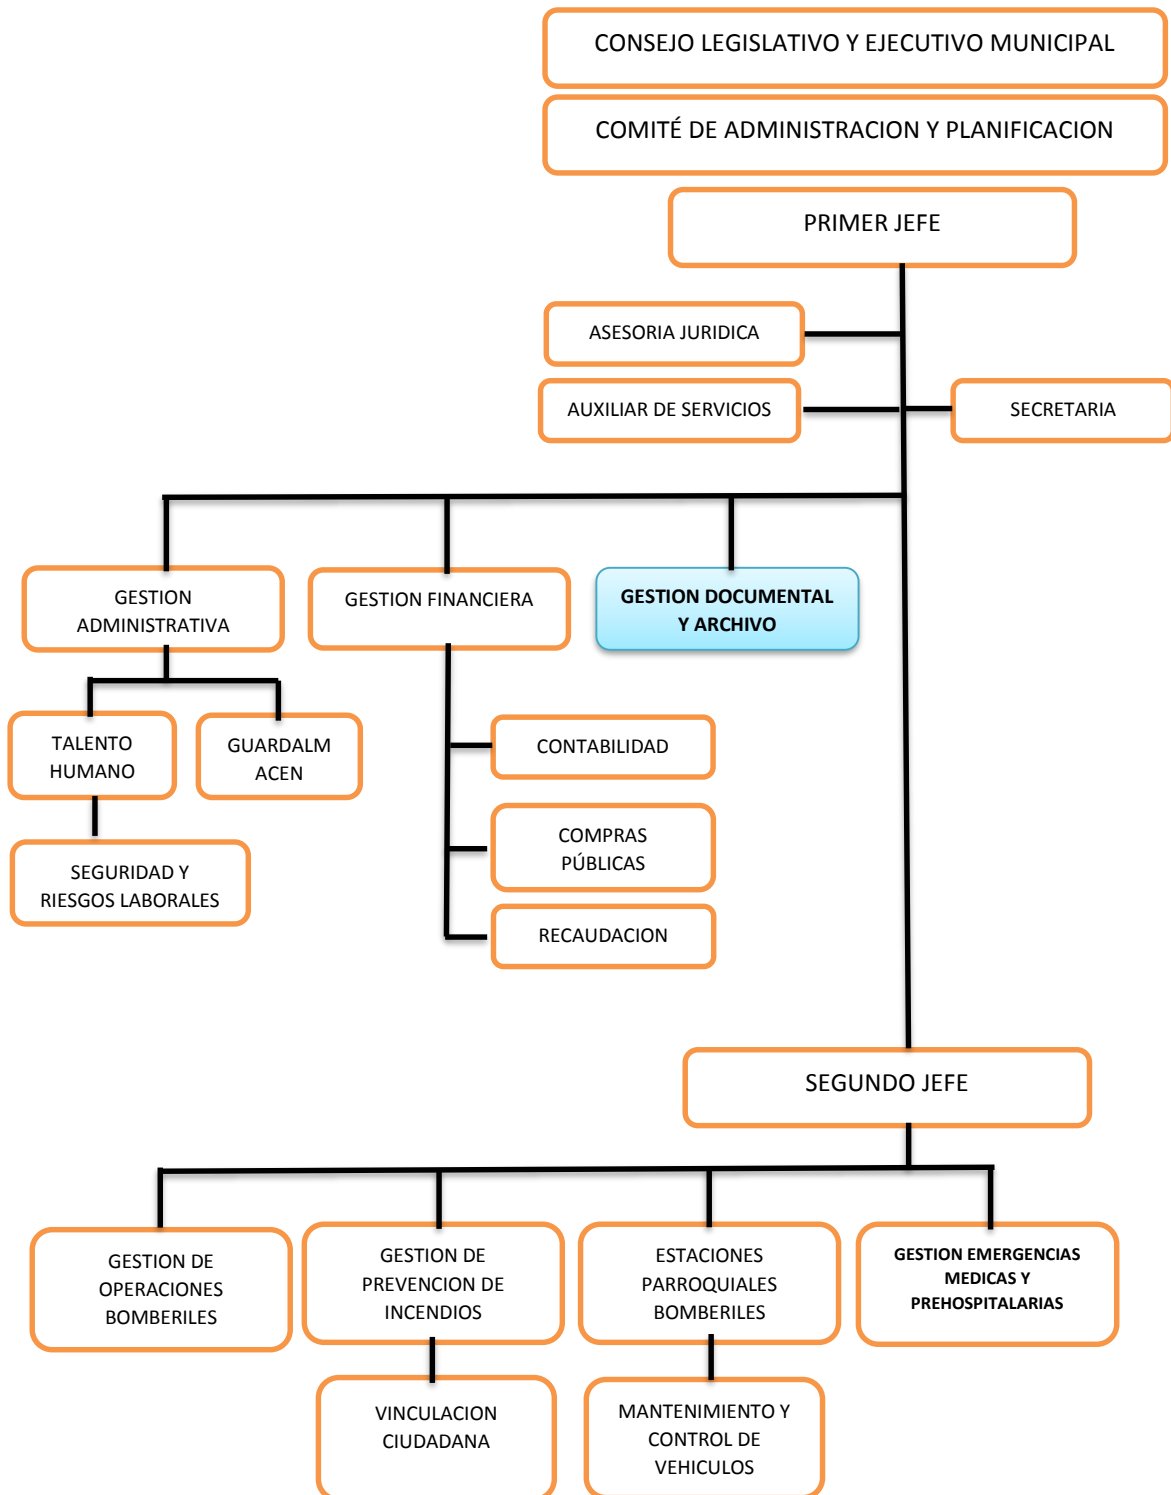 CONSEJO LEGISLATIVO Y EJECUTIVO MUNICIPAL
COMITÉ DE ADMINISTRACION Y PLANIFICACION
PRIMER JEFE
ASESORIA JURIDICA
AUXILIAR DE SERVICIOS
SECRETARIA
GESTION
ADMINISTRATIVA
GESTION FINANCIERA
GESTION DOCUMENTAL
Y ARCHIVO
TALENTO
HUMANO
GUARDALM
ACEN
CONTABILIDAD
COMPRAS
PÚBLICAS
SEGURIDAD Y
RIESGOS LABORALES
RECAUDACION
SEGUNDO JEFE
GESTION DE
OPERACIONES
BOMBERILES
GESTION DE
PREVENCION DE
INCENDIOS
ESTACIONES
PARROQUIALES
BOMBERILES
GESTION EMERGENCIAS
MEDICAS Y
PREHOSPITALARIAS
VINCULACION
CIUDADANA
MANTENIMIENTO Y
CONTROL DE
VEHICULOS